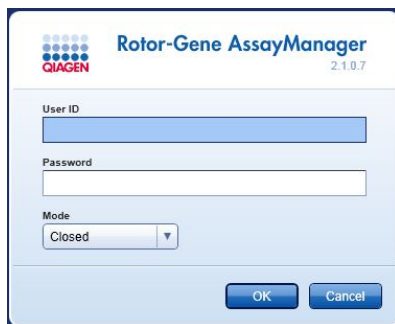 Rotor-Gene AssayManager
2.1.0.7
QIAGEN
User ID
Password
Mode
Closed
OK Cancel